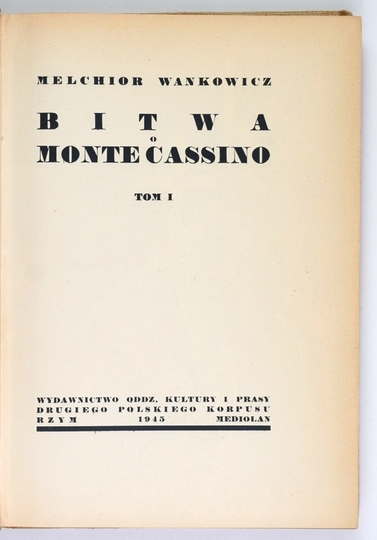 MELCHIOR WANKOWICZ
BITWA
O
MONTE CASSINO
TOM I
WYDAWNICTWO ODDZ. KULTURY I PRASY
DRUGIEGO POLSKIEGO KORPUSU
RZYM 1945 MEDIOLAN